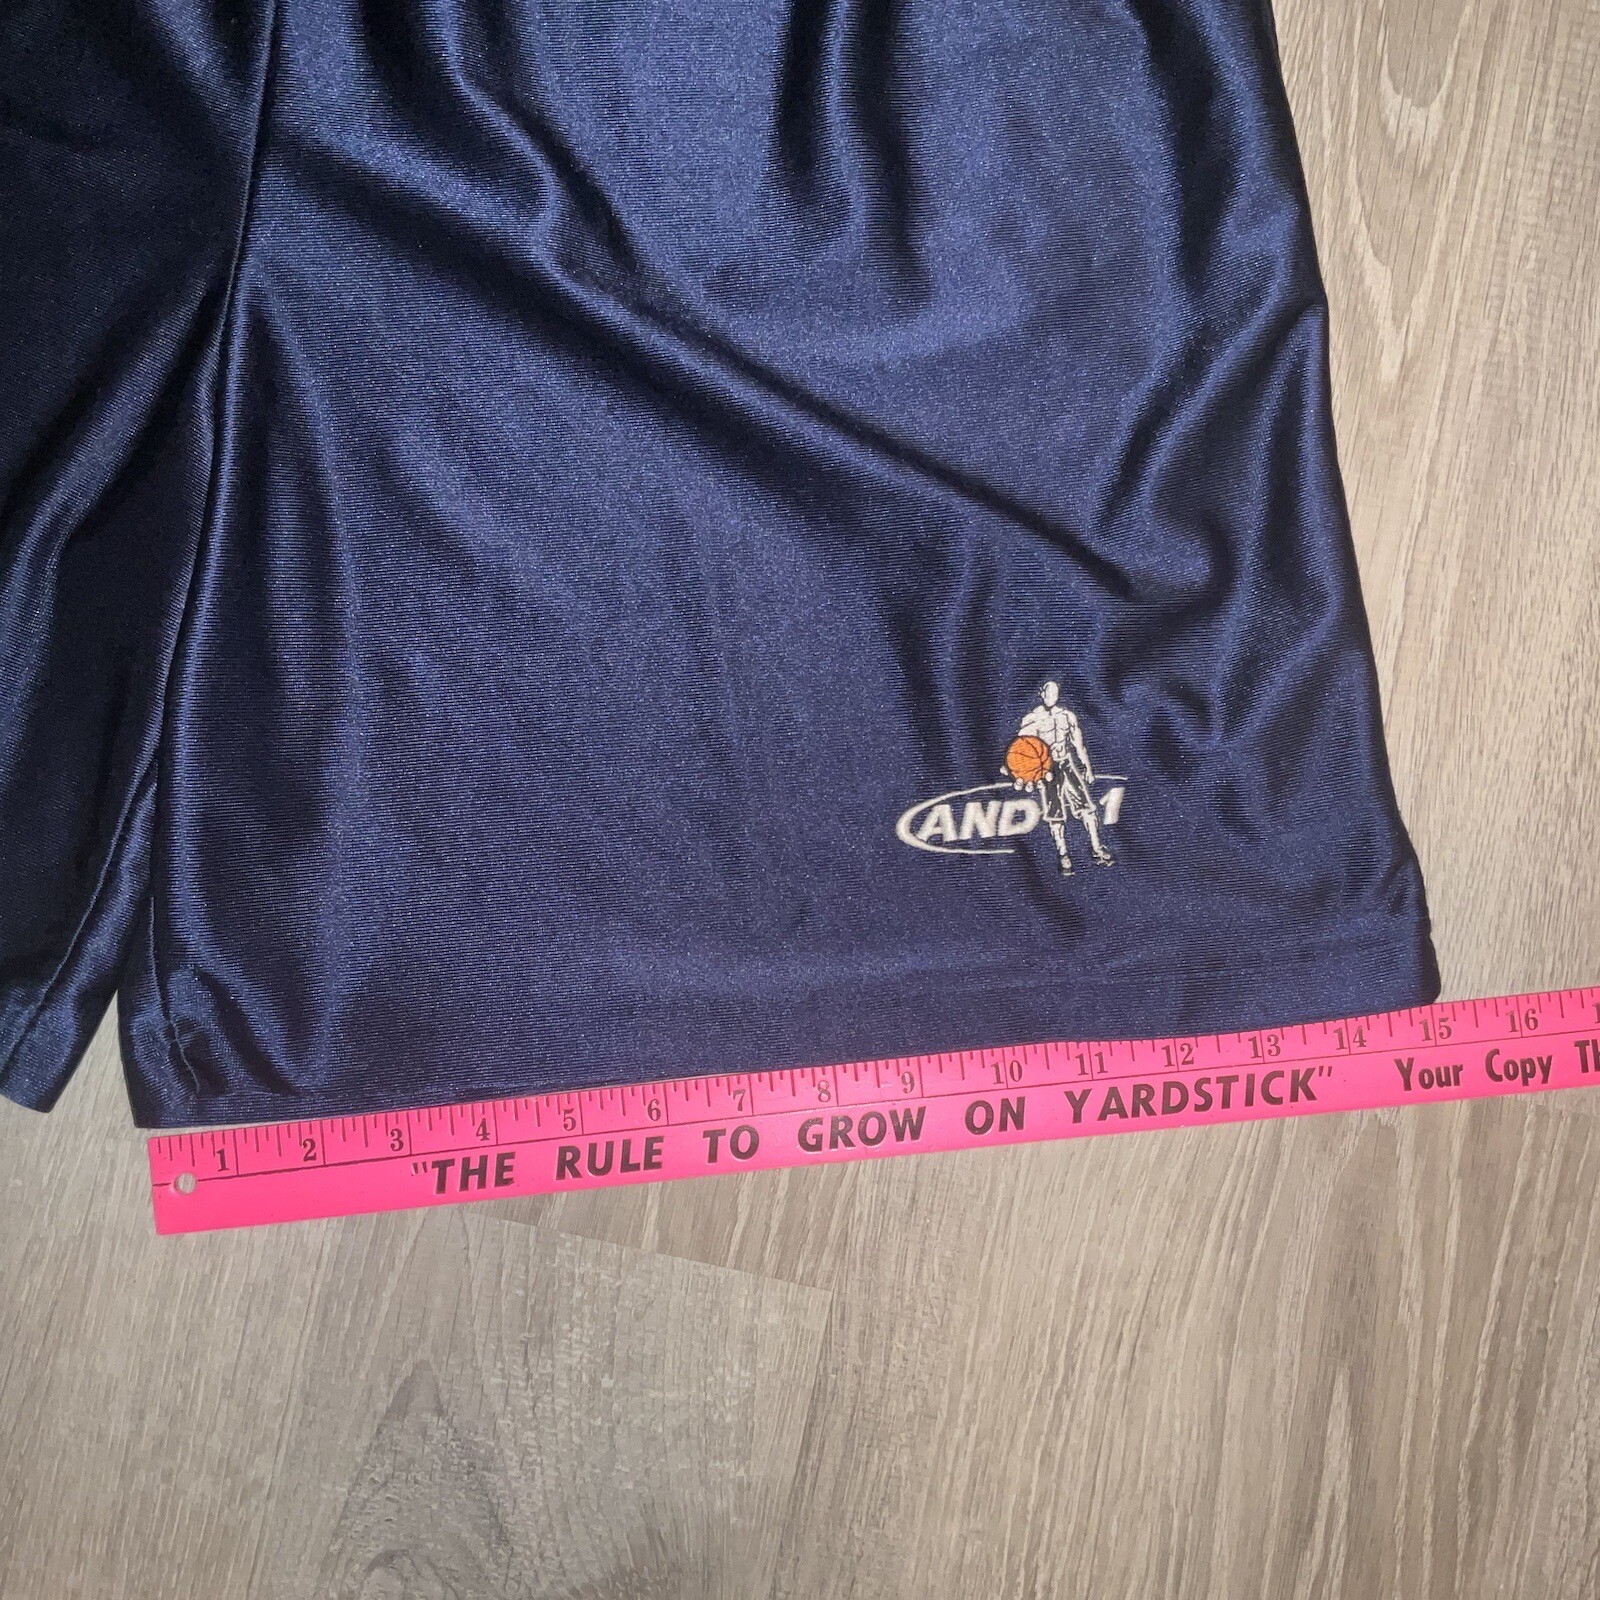 AND 1
1 2 3 4 5 6 7 8 9 10 11 12 13 14 15 16
"THE RULE TO GROW ON YARDSTICK" Your Copy